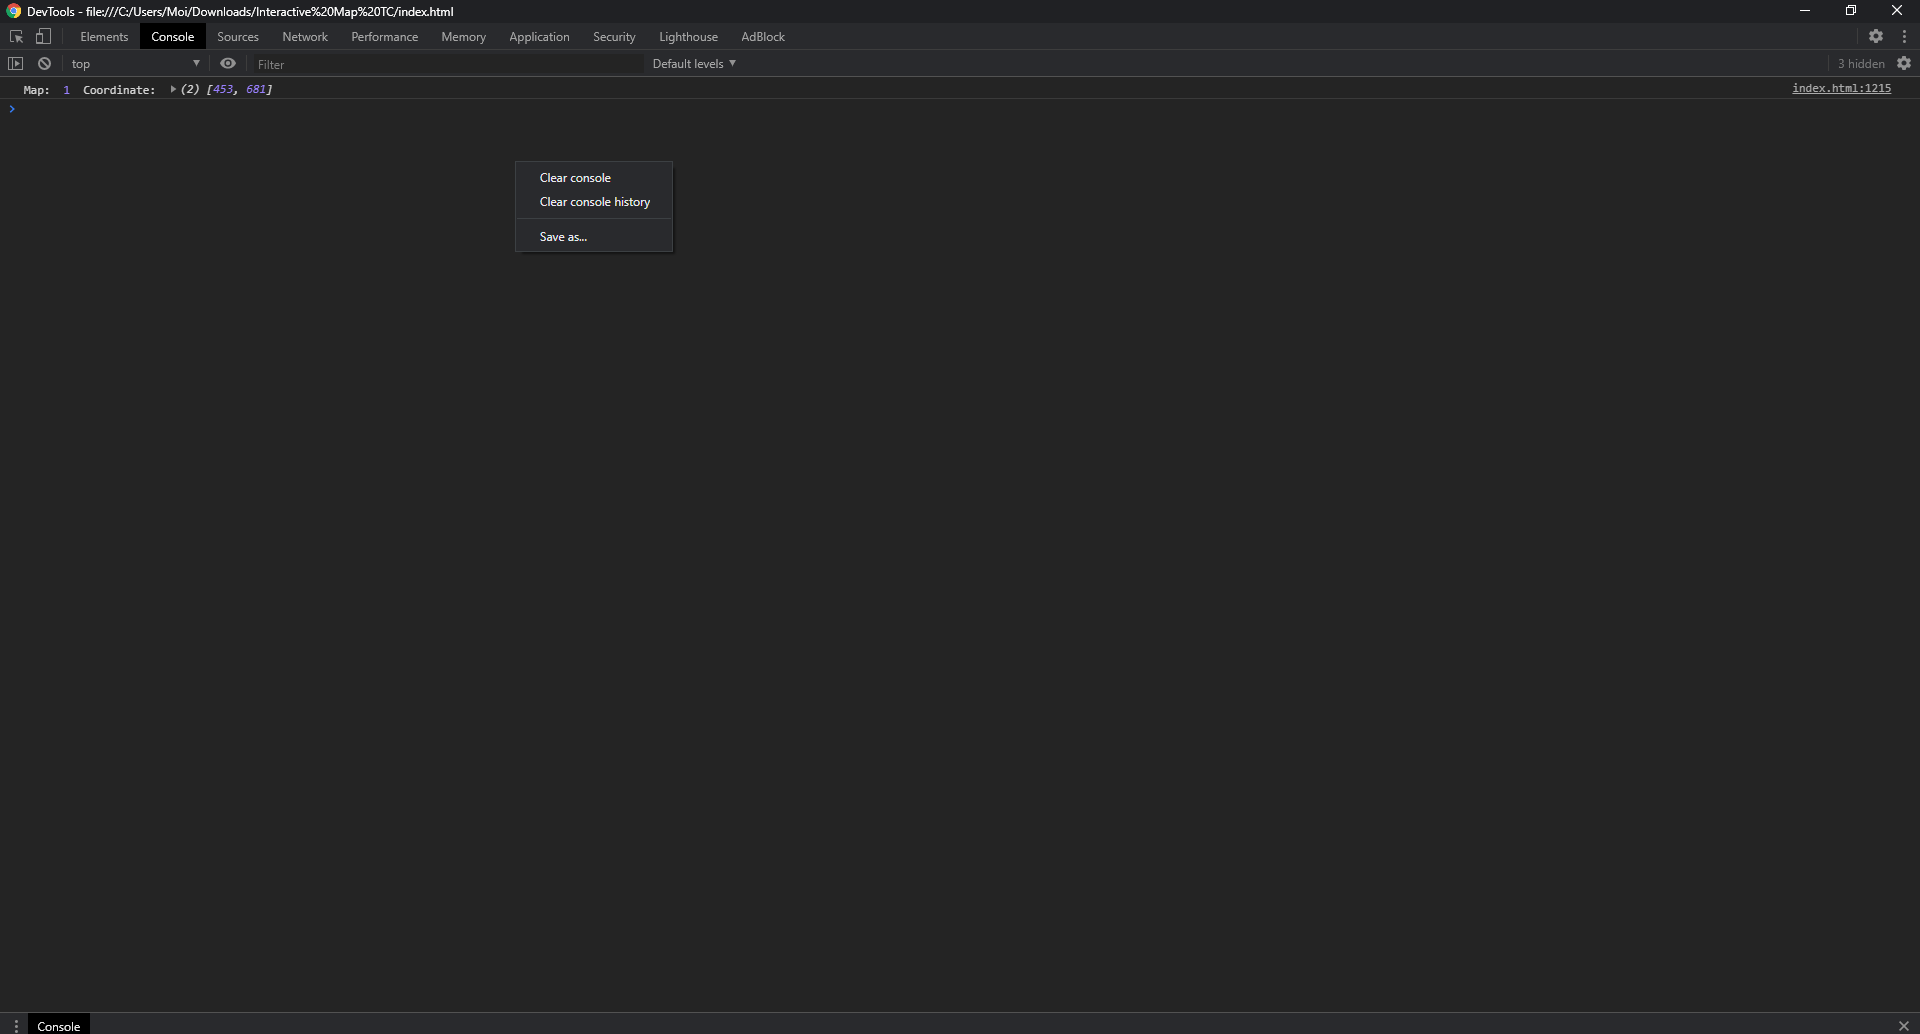 DevTools - file:///C:/Users/Moi/Downloads/Interactive%20Map%20TC/index.html
Elements Console Sources Network Performance Memory Application Security Lighthouse AdBlock
top Filter Default levels 3 hidden
Map: 1 Coordinate: (2) [453, 681] index.html:1215
Clear console
Clear console history
Save as...
Console